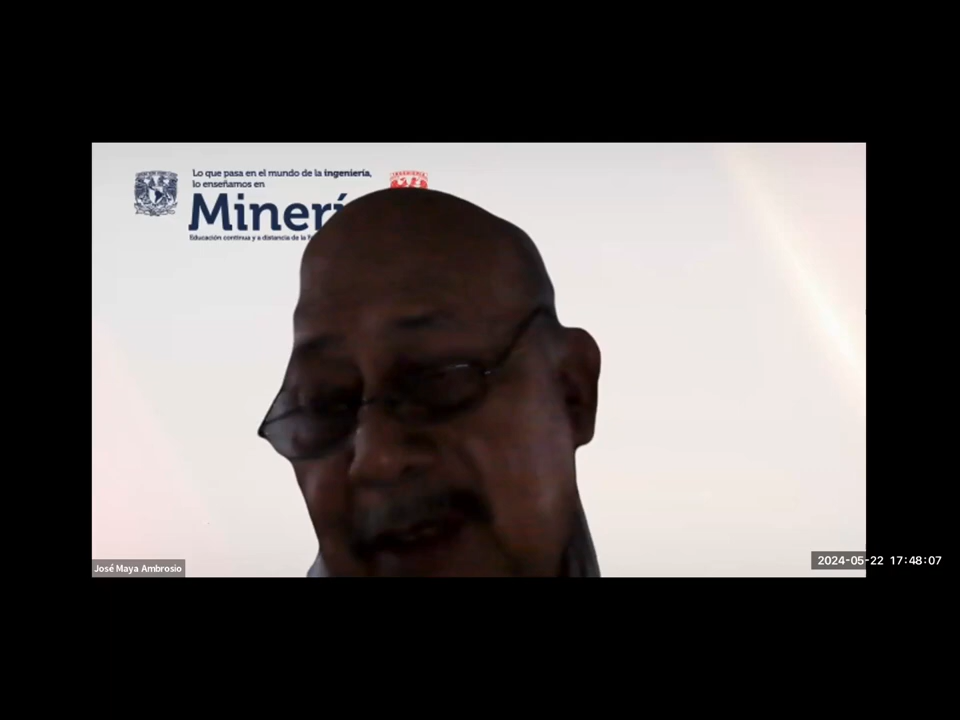 Lo que pasa en el mundo de la ingeniería,
lo enseñamos en
Minerí
Educación continua y a distancia de la
José Maya Ambrosio
2024-05-22 17:48:07